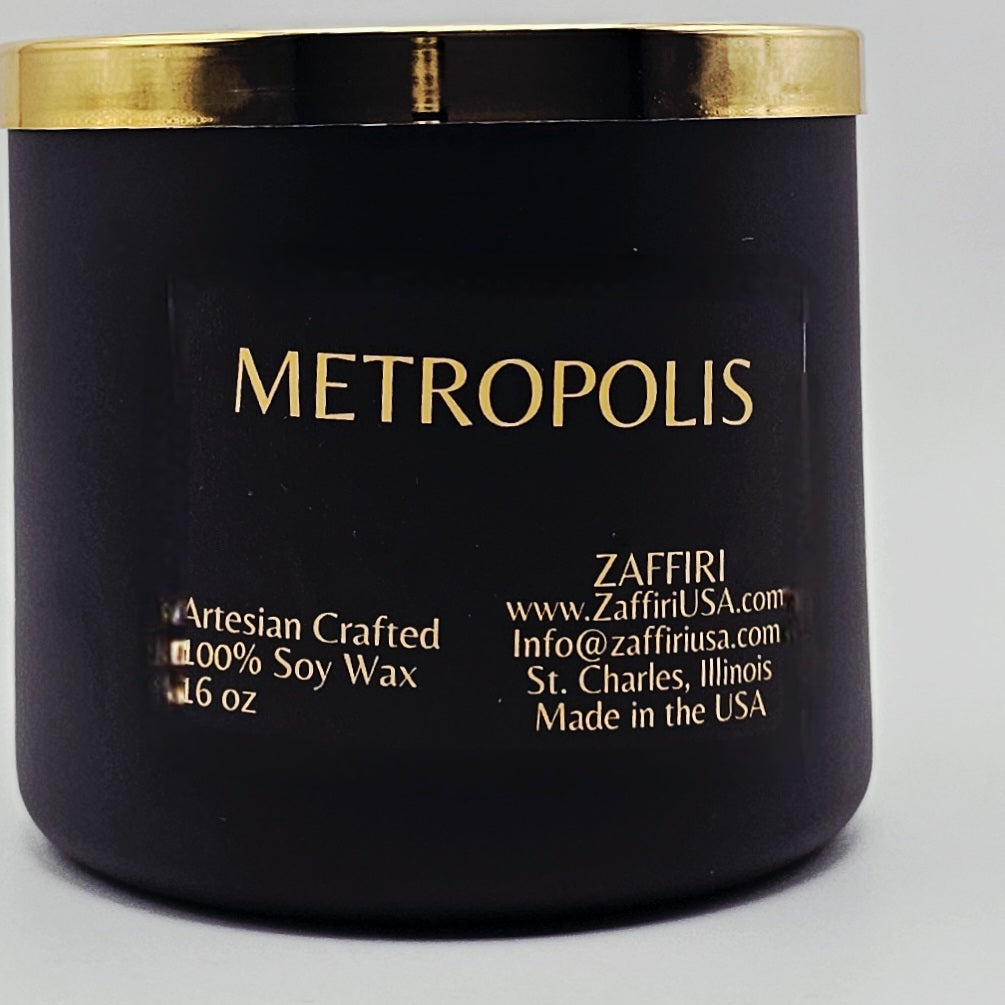 METROPOLIS
Artesian Crafted
100% Soy Wax
16 oz
ZAFFIRI
www.ZaffiriUSA.com
Info@zaffiriusa.com
St. Charles, Illinois
Made in the USA